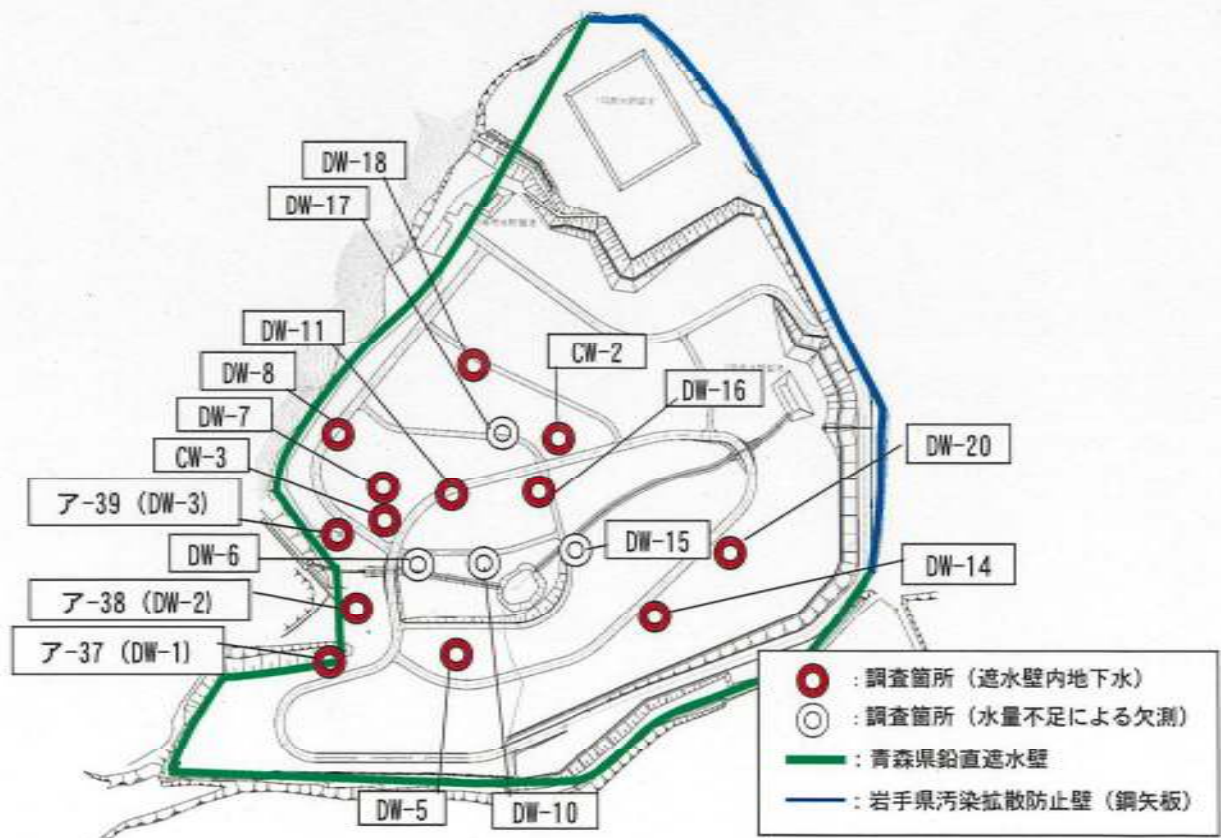 DW-18
DW-17
DW-11
CW-2
DW-8
DW-16
DW-7
DW-20
CW-3
ア-39 (DW-3)
DW-6
DW-15
DW-14
ア-38 (DW-2)
ア-37 (DW-1)
：調査箇所（遮水壁内地下水）
：調査箇所（水量不足による欠測）
：青森県鉛直遮水壁
：岩手県汚染拡散防止壁（鋼矢板）
DW-5
DW-10